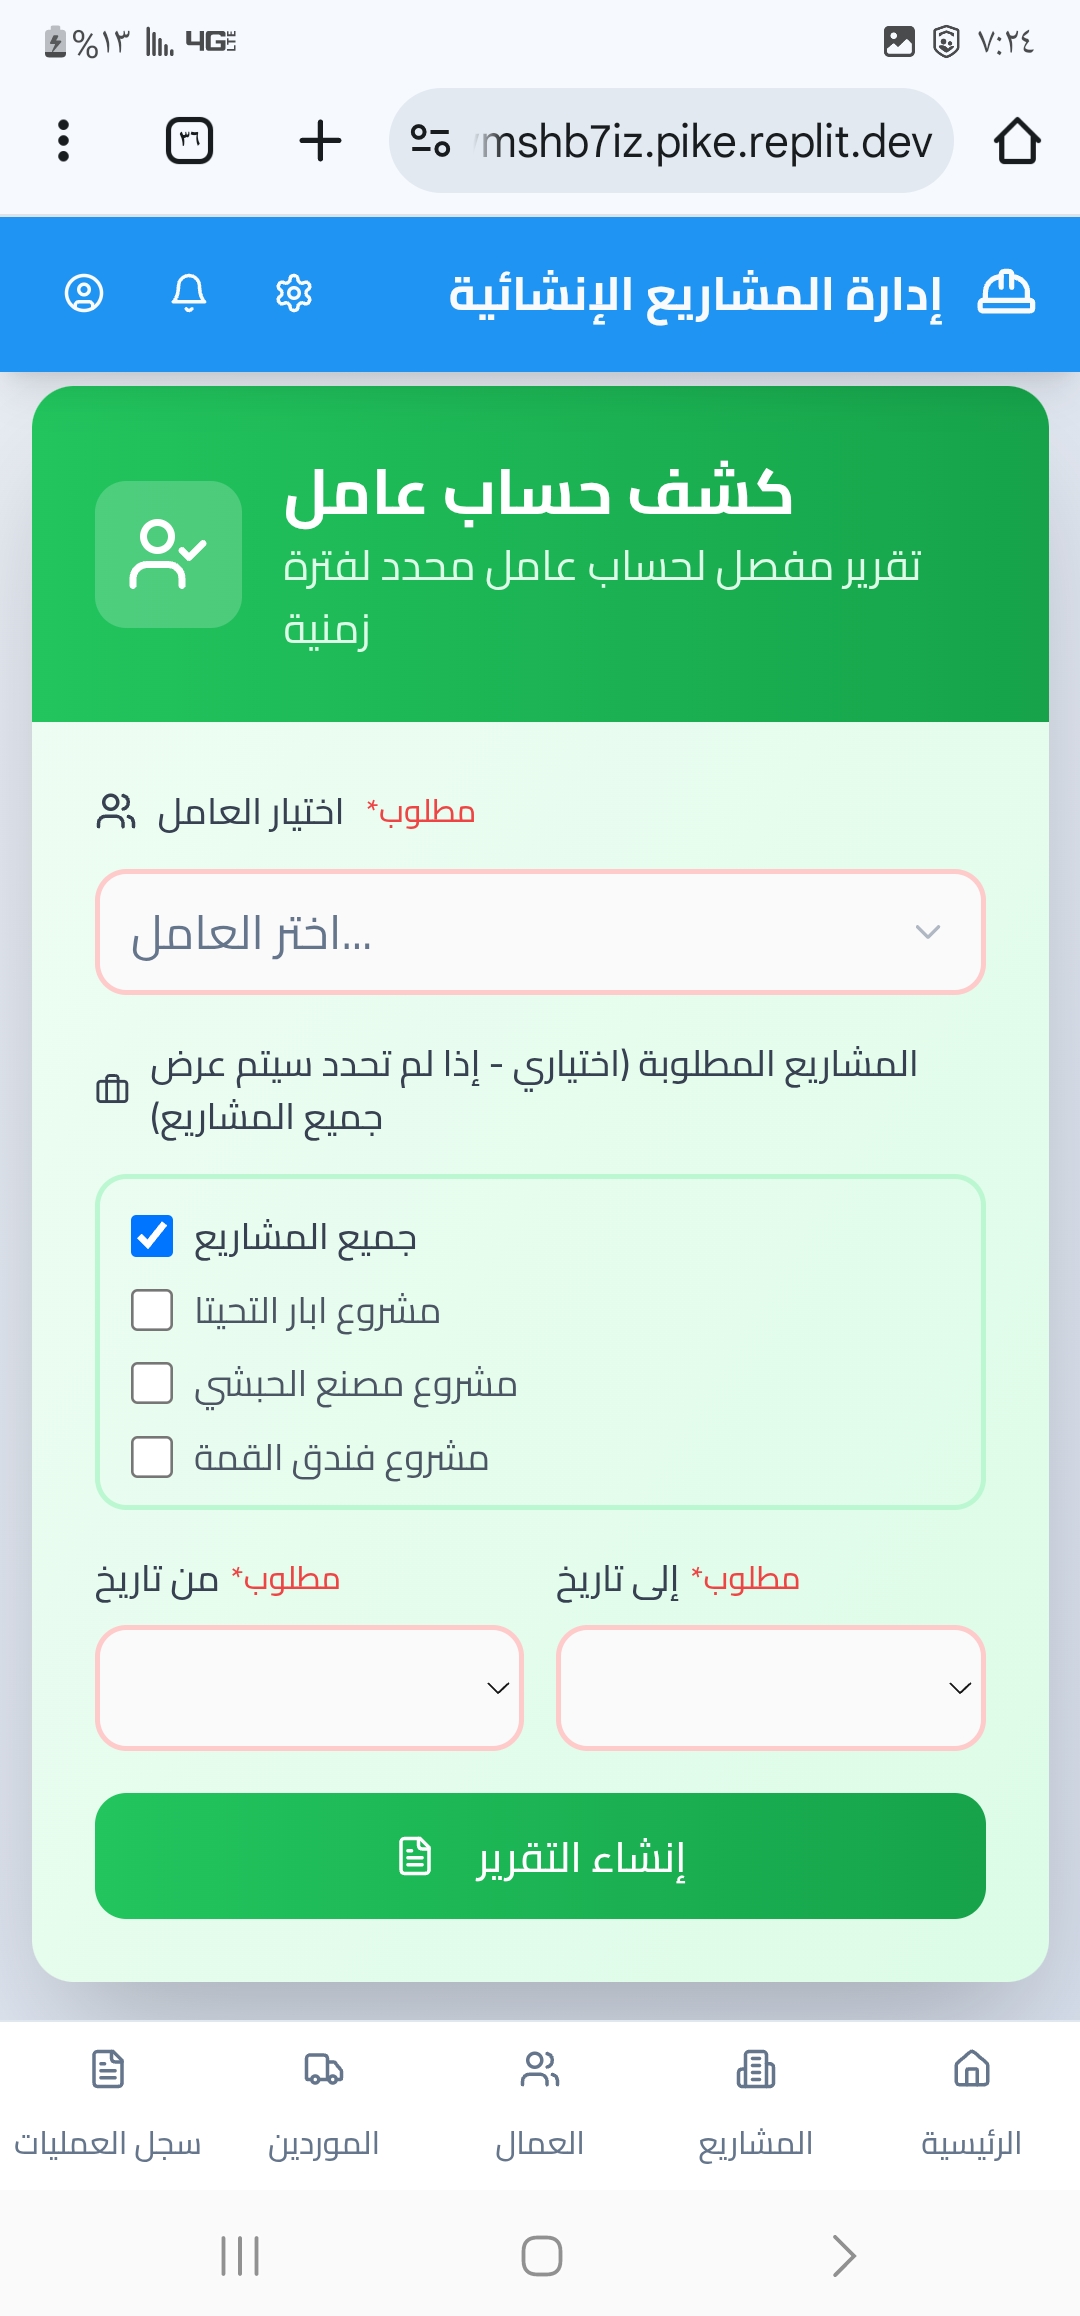 ٧:٢٤
4G LTE
%١٣
mshb7iz.pike.replit.dev
٣٦
إدارة المشاريع الإنشائية
كشف حساب عامل
تقرير مفصل لحساب عامل محدد لفترة
زمنية
اختيار العامل *مطلوب
اختر العامل...
المشاريع المطلوبة (اختياري - إذا لم تحدد سيتم عرض
جميع المشاريع)
جميع المشاريع
مشروع ابار التحيتا
مشروع مصنع الحبشي
مشروع فندق القمة
من تاريخ *مطلوب
إلى تاريخ *مطلوب
إنشاء التقرير
الرئيسية
المشاريع
العمال
الموردين
سجل العمليات